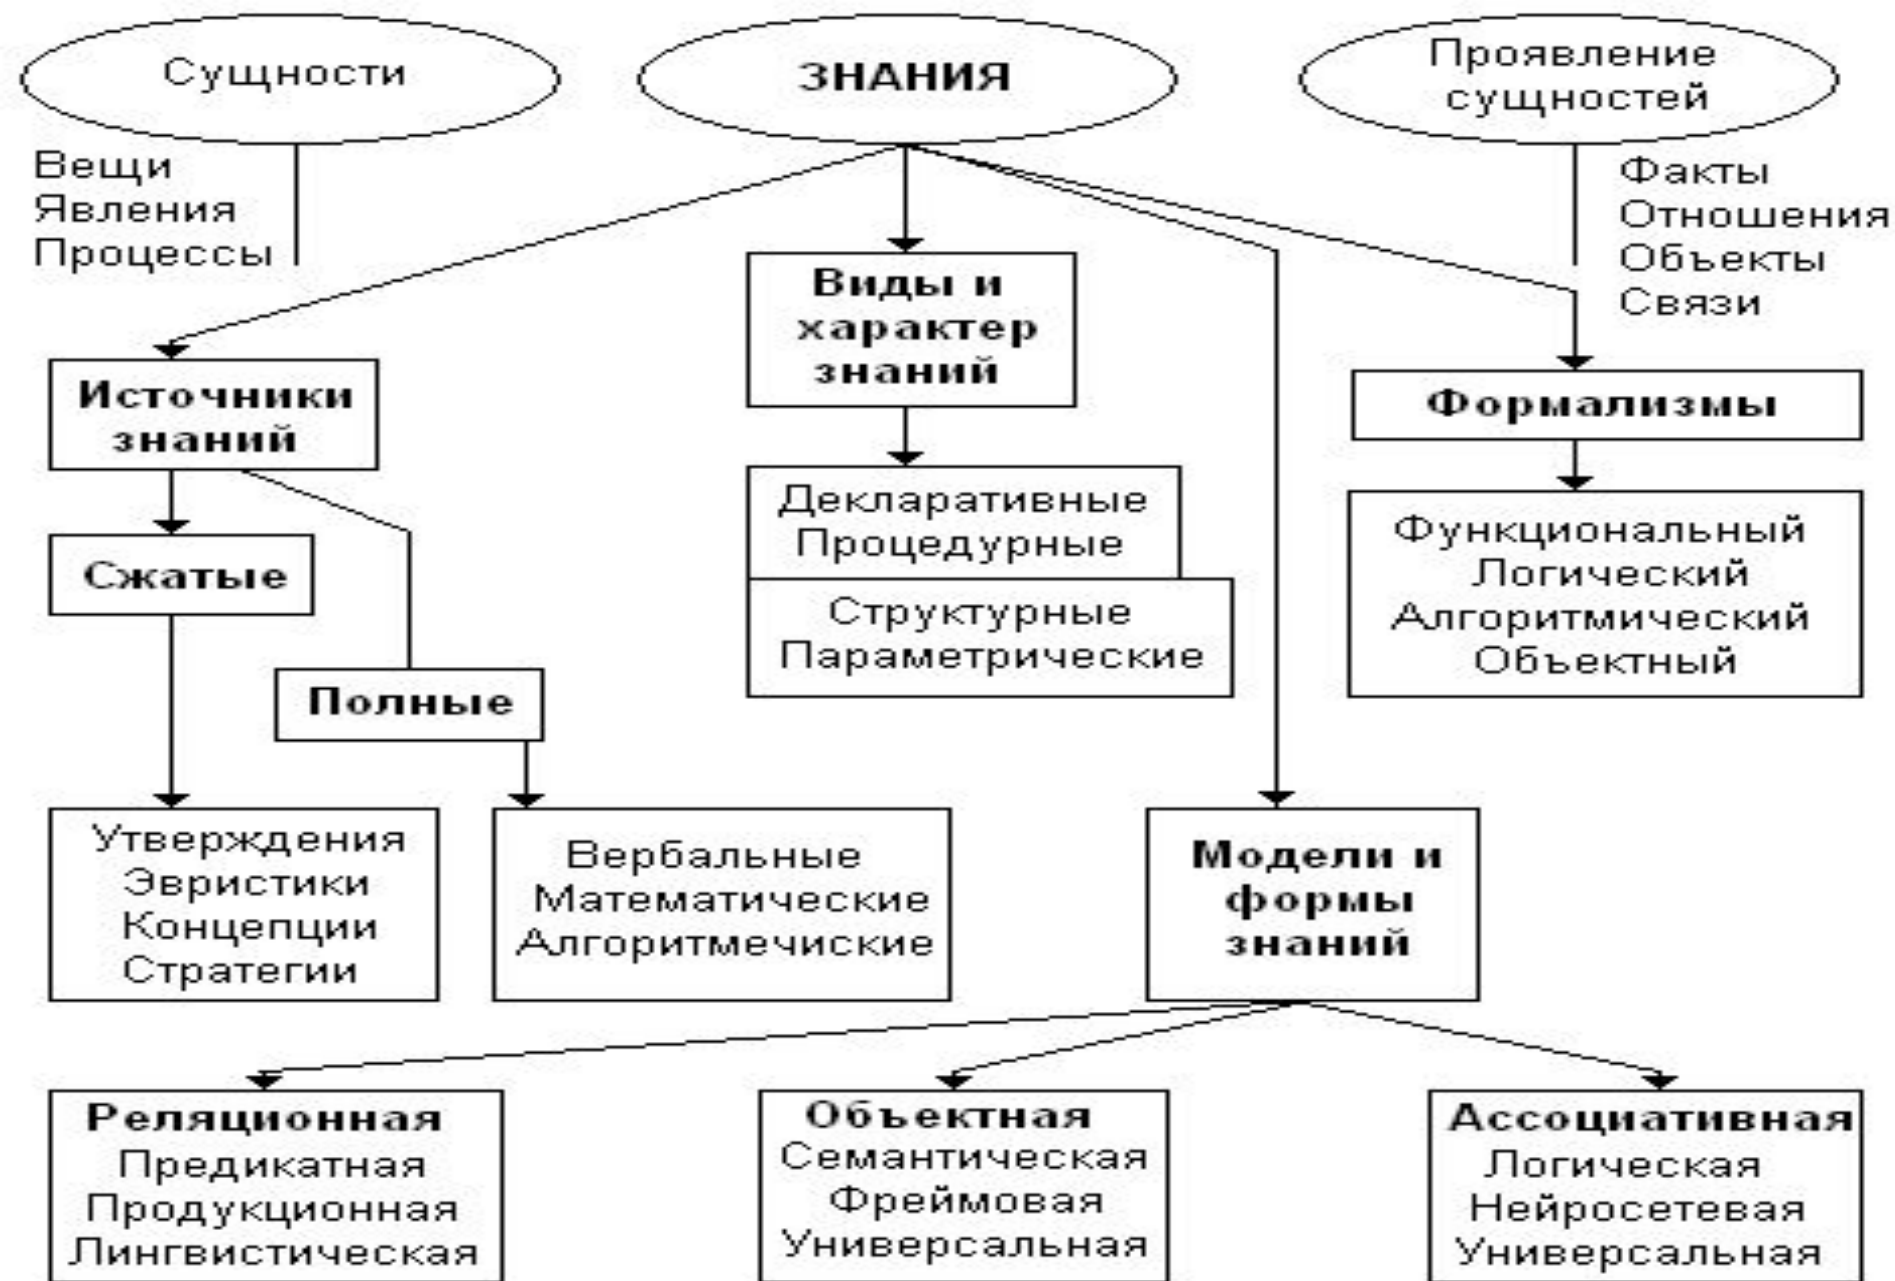 Сущности
ЗНАНИЯ
Проявление
сущностей
Вещи
Явления
Процессы
Факты
Отношения
Объекты
Связи
Источники
знаний
Виды и
характер
знаний
Формализмы
Сжатые
Полные
Декларативные
Процедурные
Структурные
Параметрические
Функциональный
Логический
Алгоритмический
Объектный
Утверждения
Эвристики
Концепции
Стратегии
Вербальные
Математические
Алгоритмечиские
Модели и
формы
знаний
Реляционная
Предикатная
Продукционная
Лингвистическая
Объектная
Семантическая
Фреймовая
Универсальная
Ассоциативная
Логическая
Нейросетевая
Универсальная